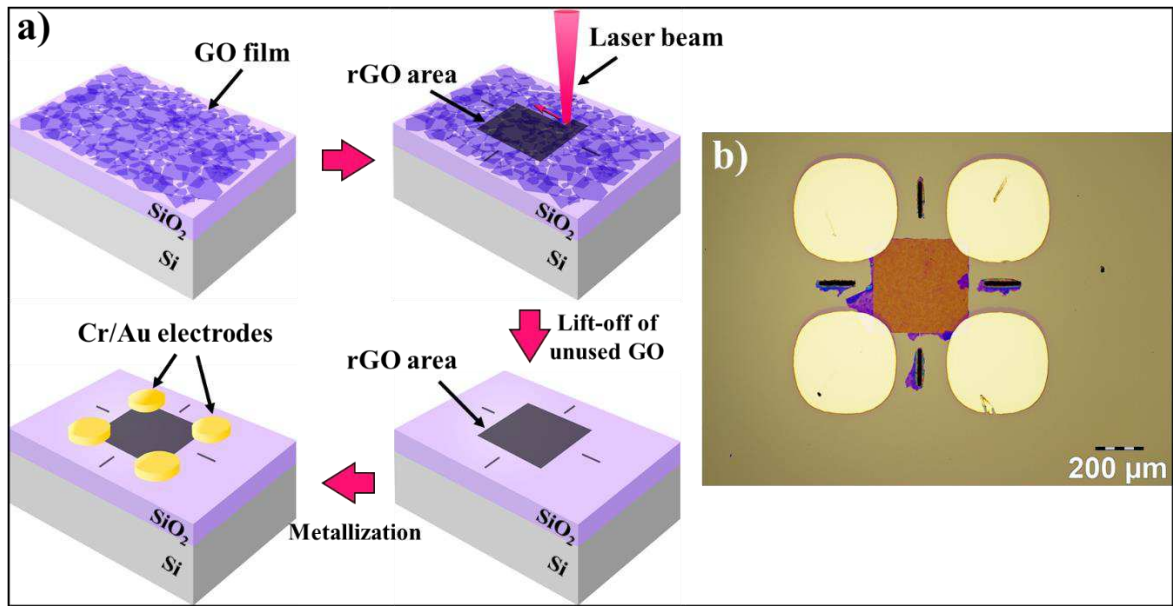 a)
GO film
SiO2
Si
Laser beam
rGO area
SiO2
Si
Lift-off of
unused GO
Cr/Au electrodes
SiO2
Si
Metallization
rGO area
SiO2
Si
b)
200 µm